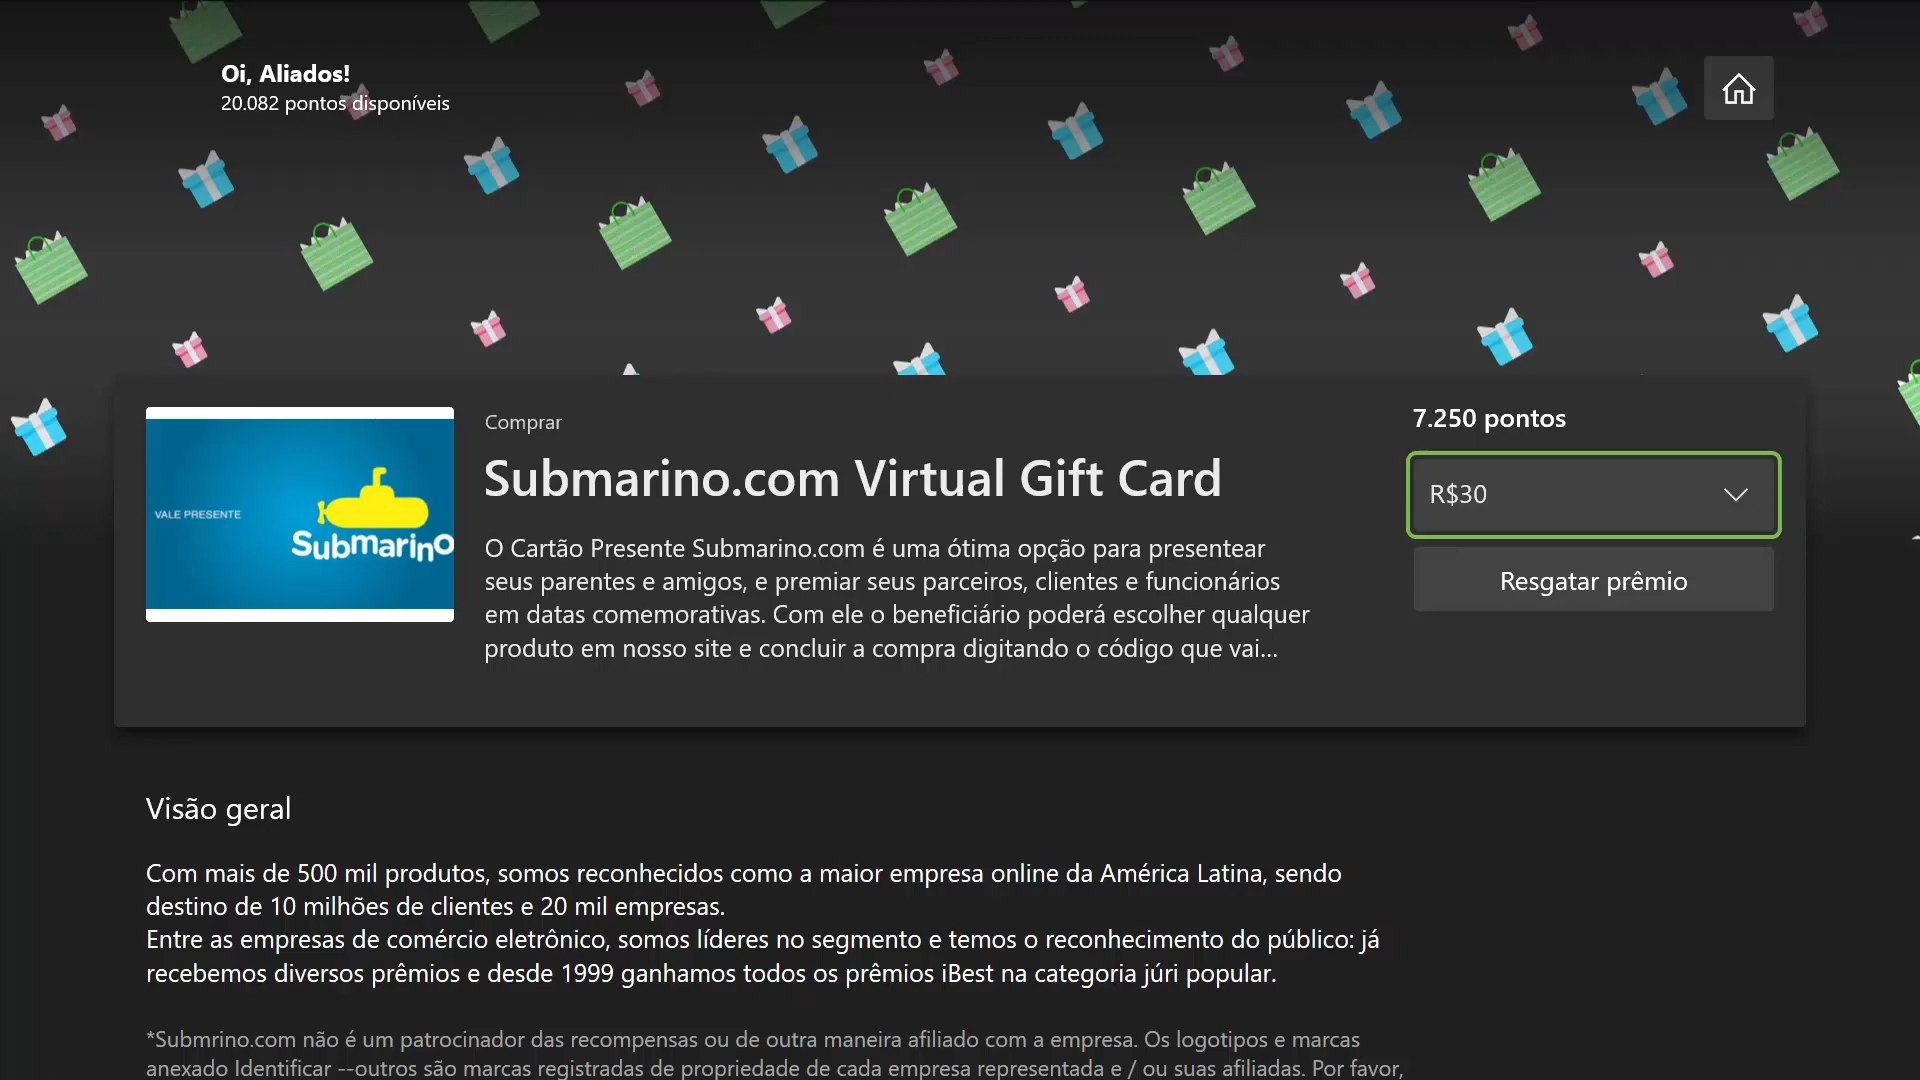 Oi, Aliados!
20.082 pontos disponíveis
VALE PRESENTE
Submarino
Comprar
Submarino.com Virtual Gift Card
O Cartão Presente Submarino.com é uma ótima opção para presentear
seus parentes e amigos, e premiar seus parceiros, clientes e funcionários
em datas comemorativas. Com ele o beneficiário poderá escolher qualquer
produto em nosso site e concluir a compra digitando o código que vai...
7.250 pontos
R$30
Resgatar prêmio
Visão geral
Com mais de 500 mil produtos, somos reconhecidos como a maior empresa online da América Latina, sendo
destino de 10 milhões de clientes e 20 mil empresas.
Entre as empresas de comércio eletrônico, somos líderes no segmento e temos o reconhecimento do público: já
recebemos diversos prêmios e desde 1999 ganhamos todos os prêmios iBest na categoria júri popular.
*Submrino.com não é um patrocinador das recompensas ou de outra maneira afiliado com a empresa. Os logotipos e marcas
anexado Identificar --outros são marcas registradas de propriedade de cada empresa representada e / ou suas afiliadas. Por favor,